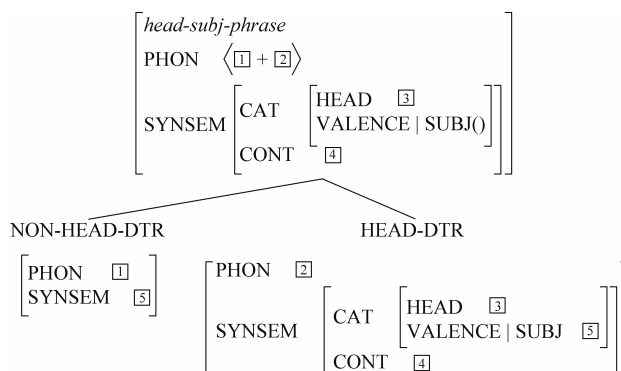 head-subj-phrase
PHON ⟨1 + 2⟩
CAT HEAD 3
SYNSEM VALENCE | SUBJ()
CONT 4
NON-HEAD-DTR HEAD-DTR
PHON 1
SYNSEM 5
PHON 2
CAT HEAD 3
SYNSEM VALENCE | SUBJ 5
CONT 4